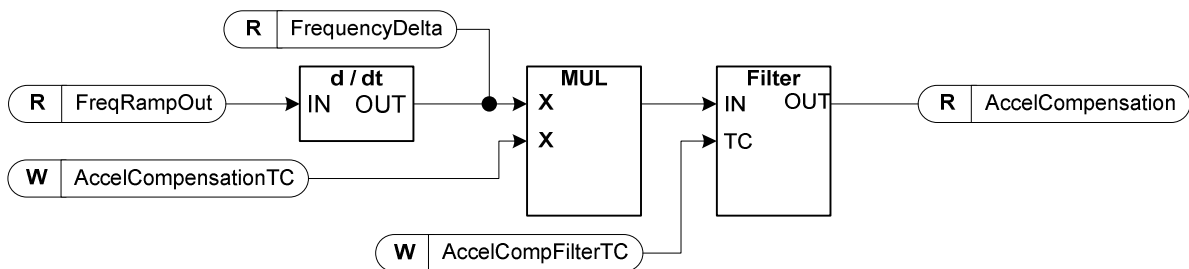 R FrequencyDelta
d / dt MUL Filter
R FreqRampOut IN OUT X IN OUT R AccelCompensation
X TC
W AccelCompensationTC
W AccelCompFilterTC